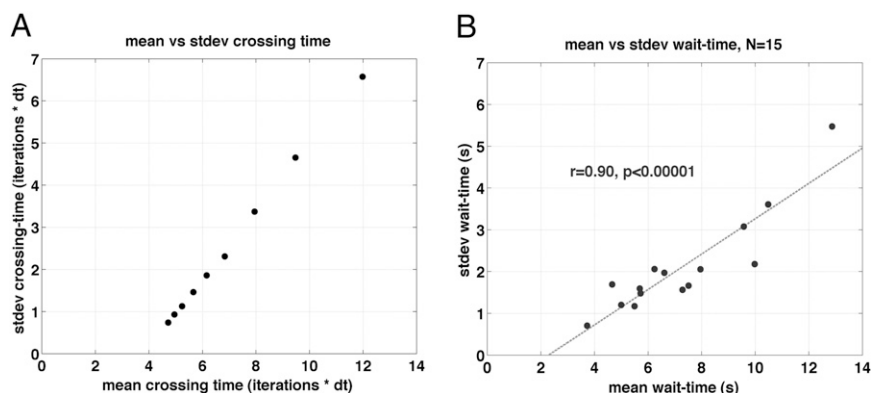 A
mean vs stdev crossing time
stdev crossing-time (iterations * dt)
7
6
5
4
3
2
1
0
0 2 4 6 8 10 12 14
mean crossing time (iterations * dt)
B
mean vs stdev wait-time, N=15
stdev wait-time (s)
7
6
5
4
3
2
1
0
r=0.90, p<0.00001
0 2 4 6 8 10 12 14
mean wait-time (s)